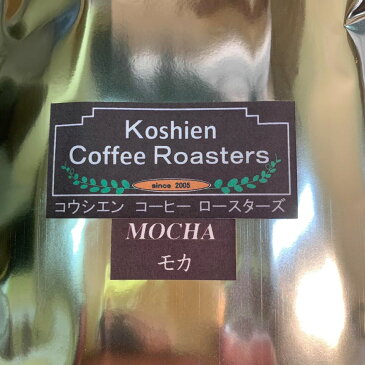 Koshien
Coffee Roasters
since 2005
コウシエン コーヒー ロースターズ
MOCHA
モカ